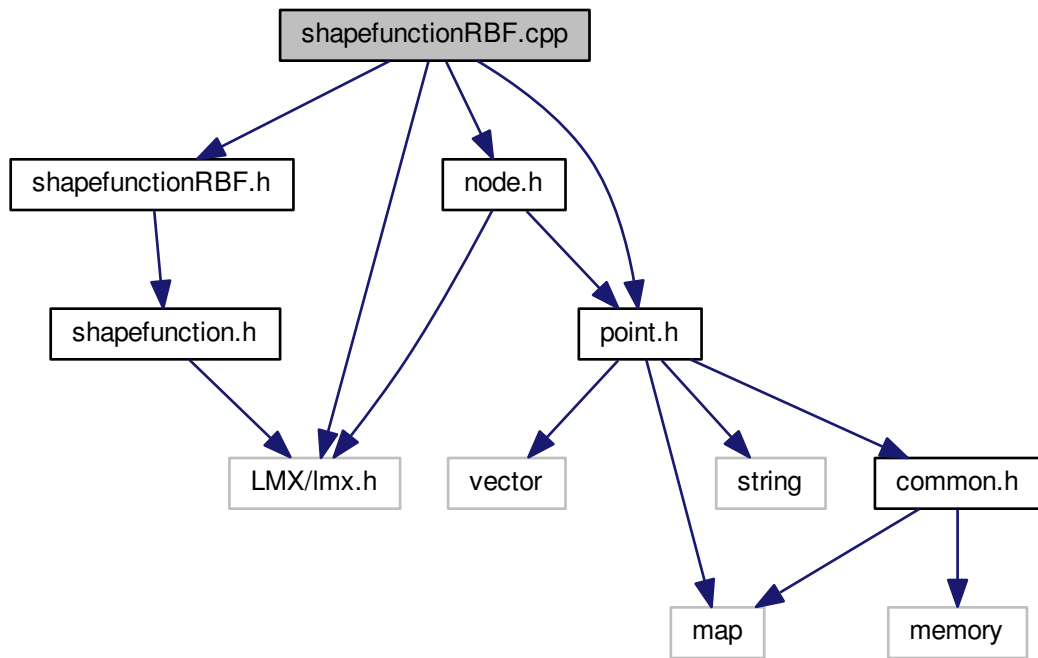 shapefunctionRBF.cpp
shapefunctionRBF.h
node.h
shapefunction.h
point.h
LMX/lmx.h
vector
string
common.h
map
memory